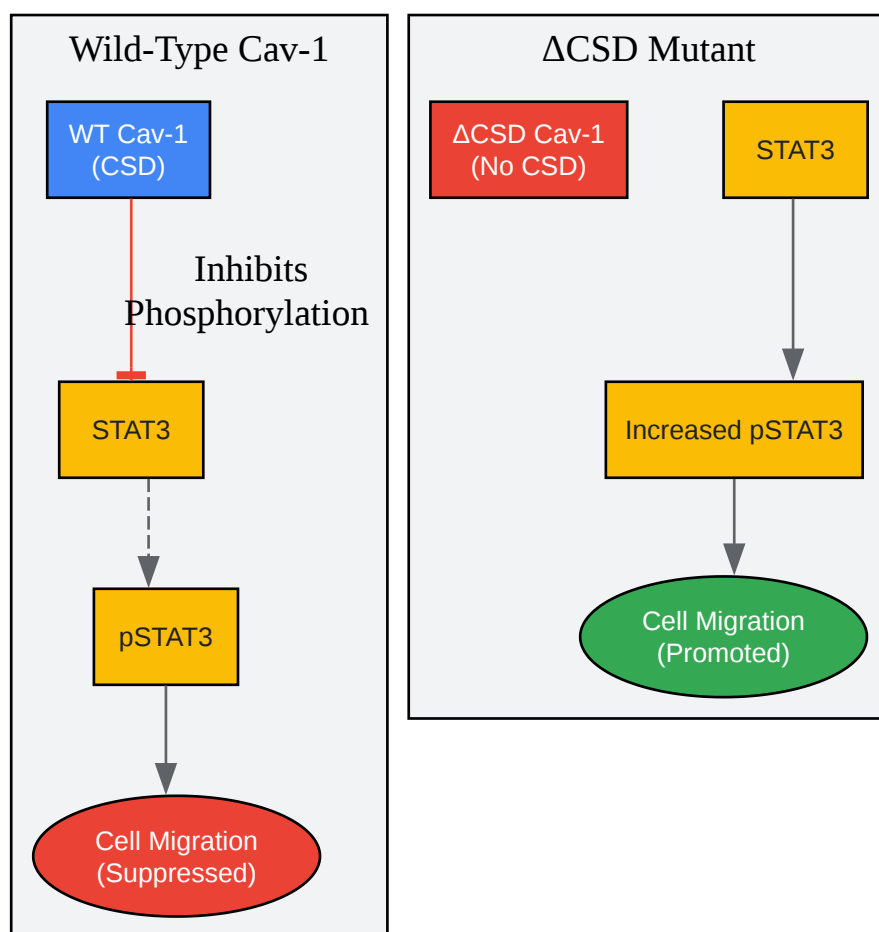 Wild-Type Cav-1
WT Cav-1
(CSD)
Inhibits
Phosphorylation
STAT3
pSTAT3
Cell Migration
(Suppressed)
ΔCSD Mutant
ΔCSD Cav-1
(No CSD)
STAT3
Increased pSTAT3
Cell Migration
(Promoted)